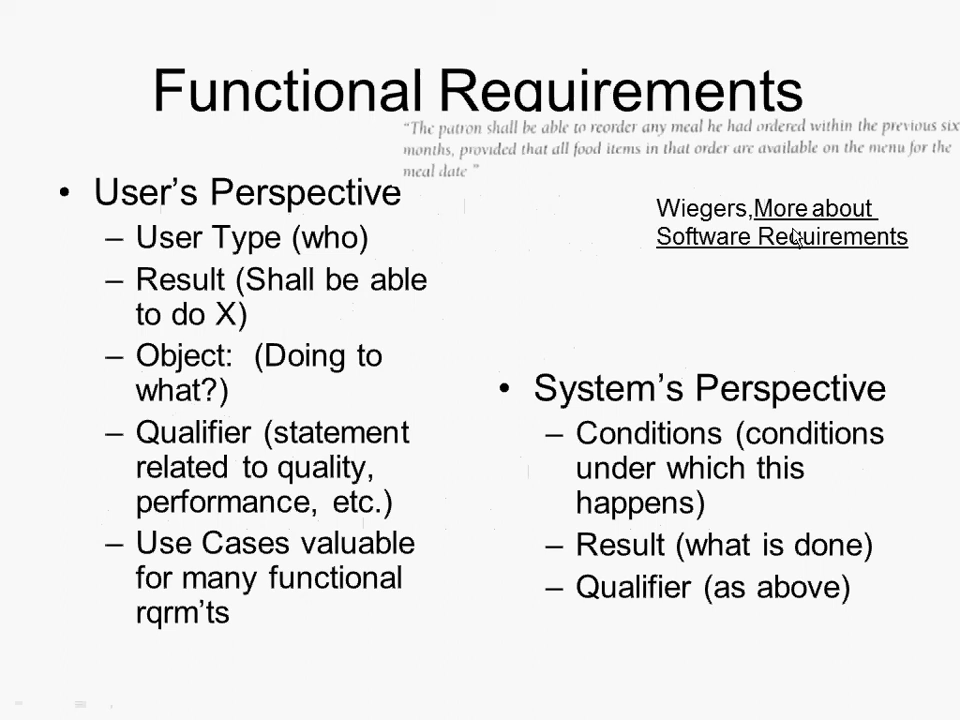 Functional Requirements
"The patron shall be able to reorder any meal he had ordered within the previous six
months, provided that all food items in that order are available on the menu for the
meal date "
• User's Perspective
– User Type (who)
– Result (Shall be able
to do X)
– Object:  (Doing to
what?)
– Qualifier (statement
related to quality,
performance, etc.)
– Use Cases valuable
for many functional
rqrm'ts
Wiegers,More about
Software Requirements
• System's Perspective
– Conditions (conditions
under which this
happens)
– Result (what is done)
– Qualifier (as above)